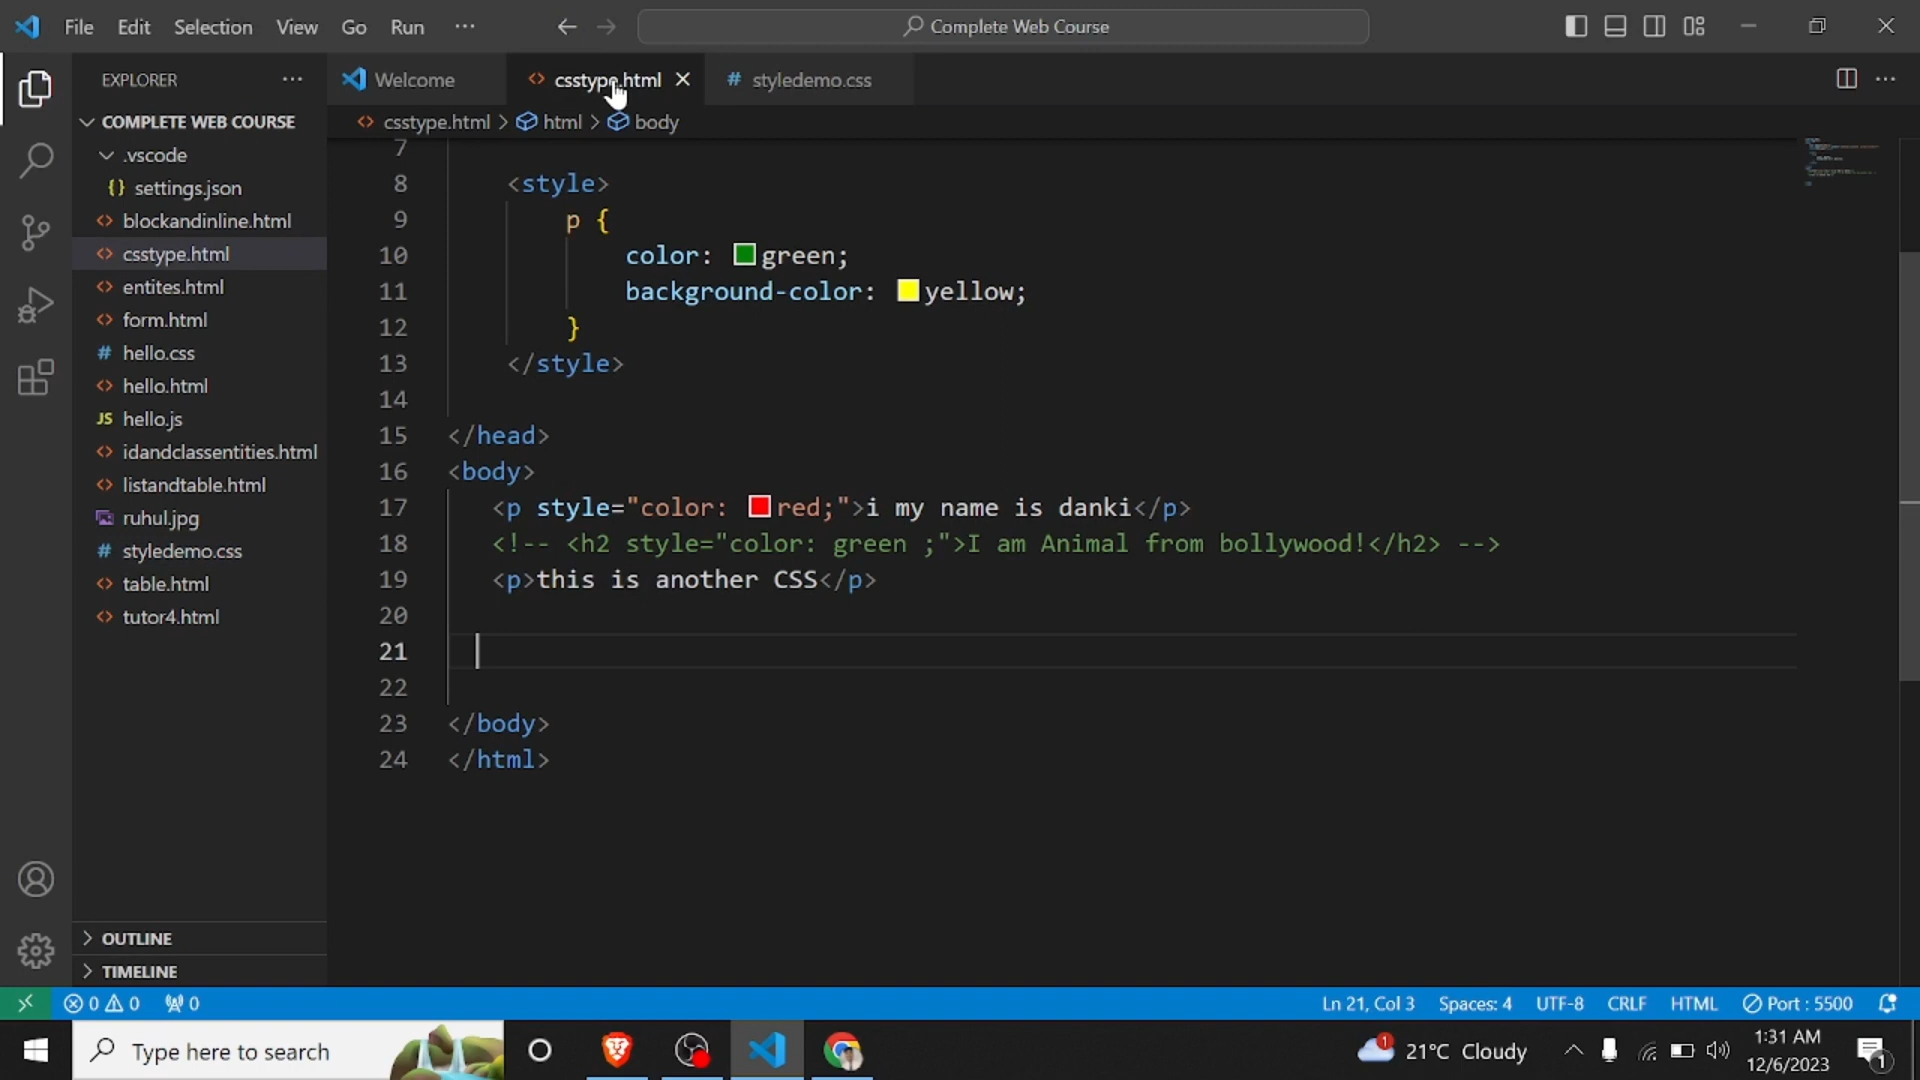 File Edit Selection View Go Run ··· Complete Web Course
EXPLORER ···
COMPLETE WEB COURSE
.vscode
{} settings.json
<> blockandinline.html
<> csstype.html
<> entites.html
<> form.html
# hello.css
<> hello.html
JS hello.js
<> idandclassentities.html
<> listandtable.html
ruhul.jpg
# styledemo.css
<> table.html
<> tutor4.html
OUTLINE
TIMELINE
Welcome <> csstype.html # styledemo.css ···
<> csstype.html > html > body
7
8 <style>
9 p {
10 color: green;
11 background-color: yellow;
12 }
13 </style>
14
15 </head>
16 <body>
17 <p style="color: red;">i my name is danki</p>
18 <!-- <h2 style="color: green ;">I am Animal from bollywood!</h2> -->
19 <p>this is another CSS</p>
20
21
22
23 </body>
24 </html>
0 0 0 Ln 21, Col 3 Spaces: 4 UTF-8 CRLF HTML Port : 5500
Type here to search 1 21°C Cloudy 1:31 AM
12/6/2023 1